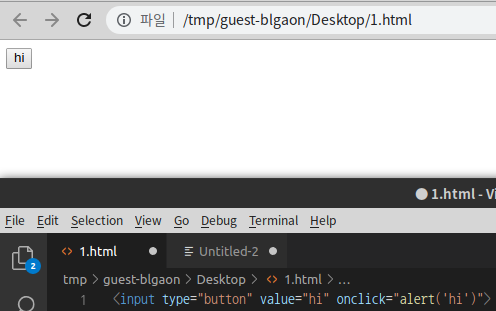 파일 /tmp/guest-blgaon/Desktop/1.html
hi
1.html - Vi
File Edit Selection View Go Debug Terminal Help
1.html Untitled-2
2
tmp > guest-blgaon > Desktop > 1.html > ...
1 <input type="button" value="hi" onclick="alert('hi')">